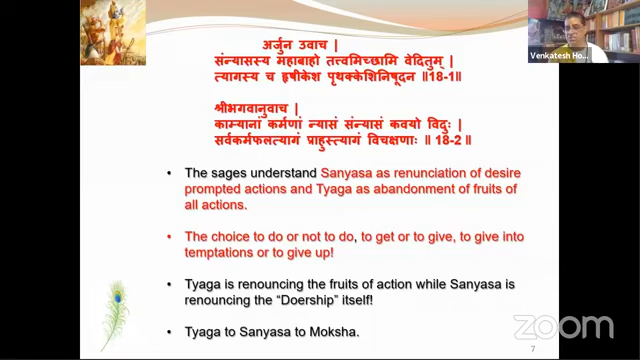 Venkatesh Ho...
अर्जुन उवाच |
संन्यासस्य महाबाहो तत्त्वमिच्छामि वेदितुम् |
त्यागस्य च हृषीकेश पृथक्केशिनिषूदन ||18-1||
श्रीभगवानुवाच |
काम्यानां कर्मणां न्यासं संन्यासं कवयो विदुः |
सर्वकर्मफलत्यागं प्राहुस्त्यागं विचक्षणाः || 18-2 ||
• The sages understand Sanyasa as renunciation of desire
prompted actions and Tyaga as abandonment of fruits of
all actions.
• The choice to do or not to do, to get or to give, to give into
temptations or to give up!
• Tyaga is renouncing the fruits of action while Sanyasa is
renouncing the “Doership” itself!
• Tyaga to Sanyasa to Moksha.
zoom
7